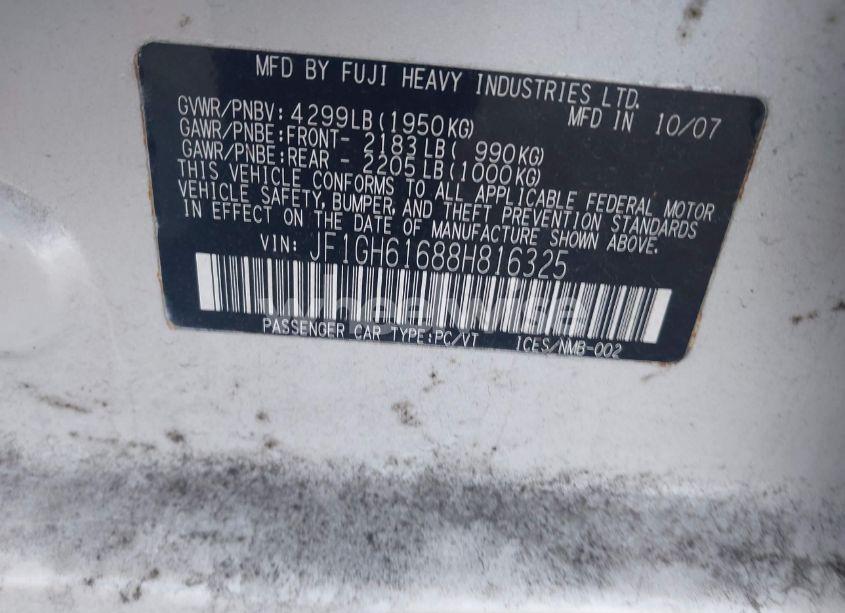 MFD BY FUJI HEAVY INDUSTRIES LTD.
GVWR/PNBV: 4299LB(1950KG) MFD IN 10/07
GAWR/PNBE:FRONT- 2183LB( 990KG)
GAWR/PNBE:REAR - 2205LB(1000KG)
THIS VEHICLE CONFORMS TO ALL APPLICABLE FEDERAL MOTOR
VEHICLE SAFETY, BUMPER, AND THEFT PREVENTION STANDARDS
IN EFFECT ON THE DATE OF MANUFACTURE SHOWN ABOVE.
VIN: JF1GH61688H816325
PASSENGER CAR TYPE:PC/VT ICES/NMB-002